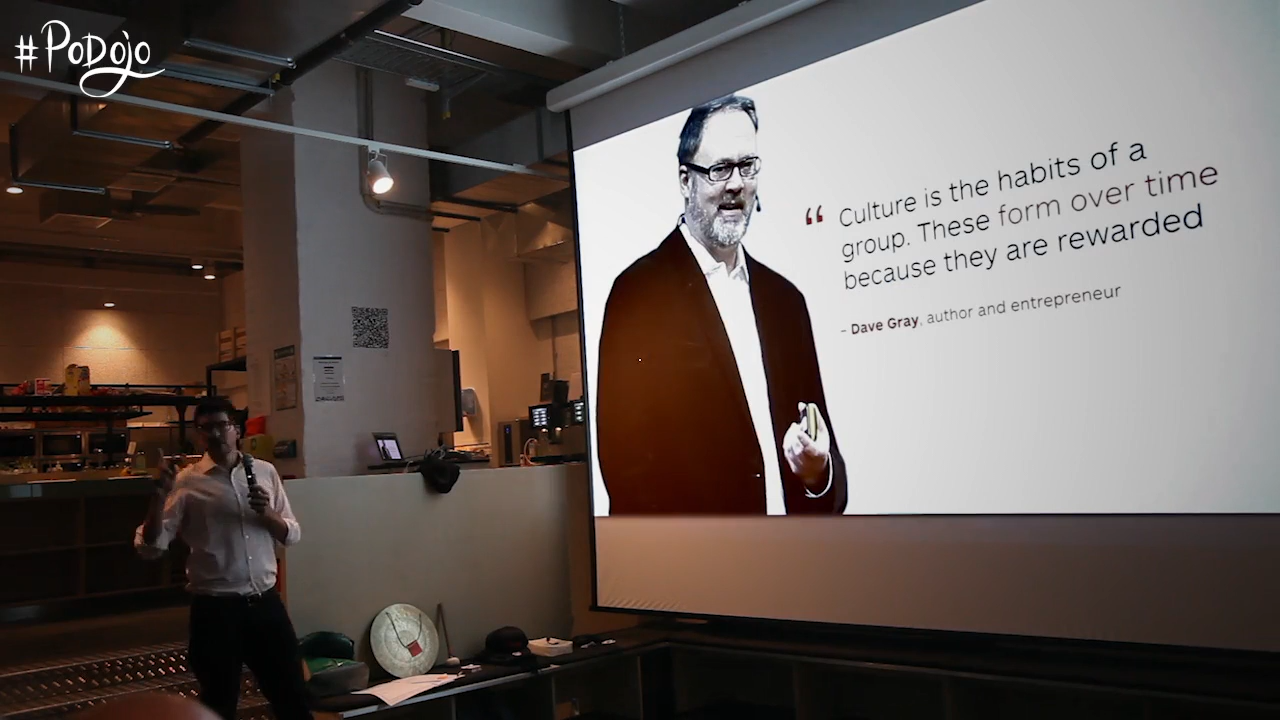 #PODojo
“ Culture is the habits of a
group. These form over time
because they are rewarded
– Dave Gray, author and entrepreneur